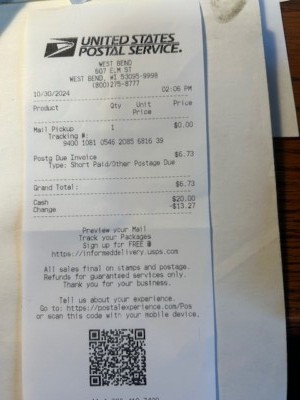 UNITED STATES
POSTAL SERVICE.
WEST BEND
607 ELM ST
WEST BEND, WI 53095-9998
(800)275-8777
10/30/2024 02:06 PM
Product Qty Unit Price
Price
Mail Pickup 1 $0.00
Tracking #:
9400 1081 0546 2085 6816 39
Postg Due Invoice $6.73
Type: Short Paid/Other Postage Due
Grand Total: $6.73
Cash $20.00
Change -$13.27
Preview your Mail
Track your Packages
Sign up for FREE @
https://informeddelivery.usps.com
All sales final on stamps and postage.
Refunds for guaranteed services only.
Thank you for your business.
Tell us about your experience.
Go to: https://postalexperience.com/Pos
or scan this code with your mobile device,